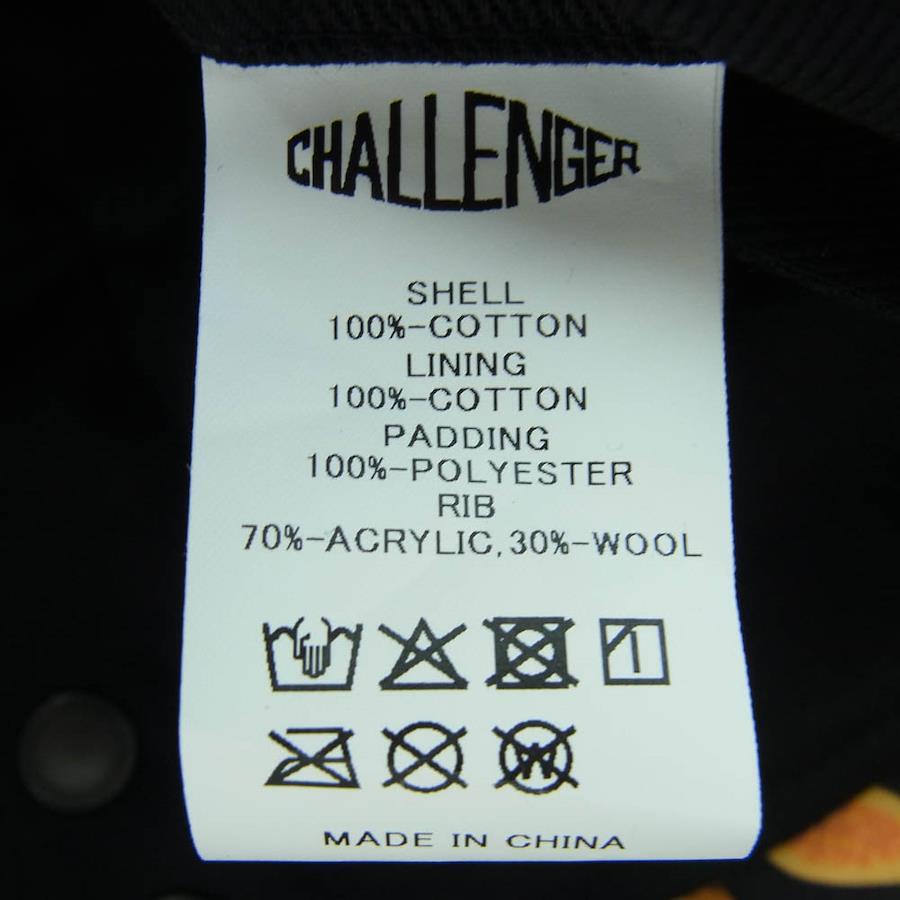 CHALLENGER
SHELL
100%-COTTON
LINING
100%-COTTON
PADDING
100%-POLYESTER
RIB
70%-ACRYLIC,30%-WOOL
W
MADE IN CHINA